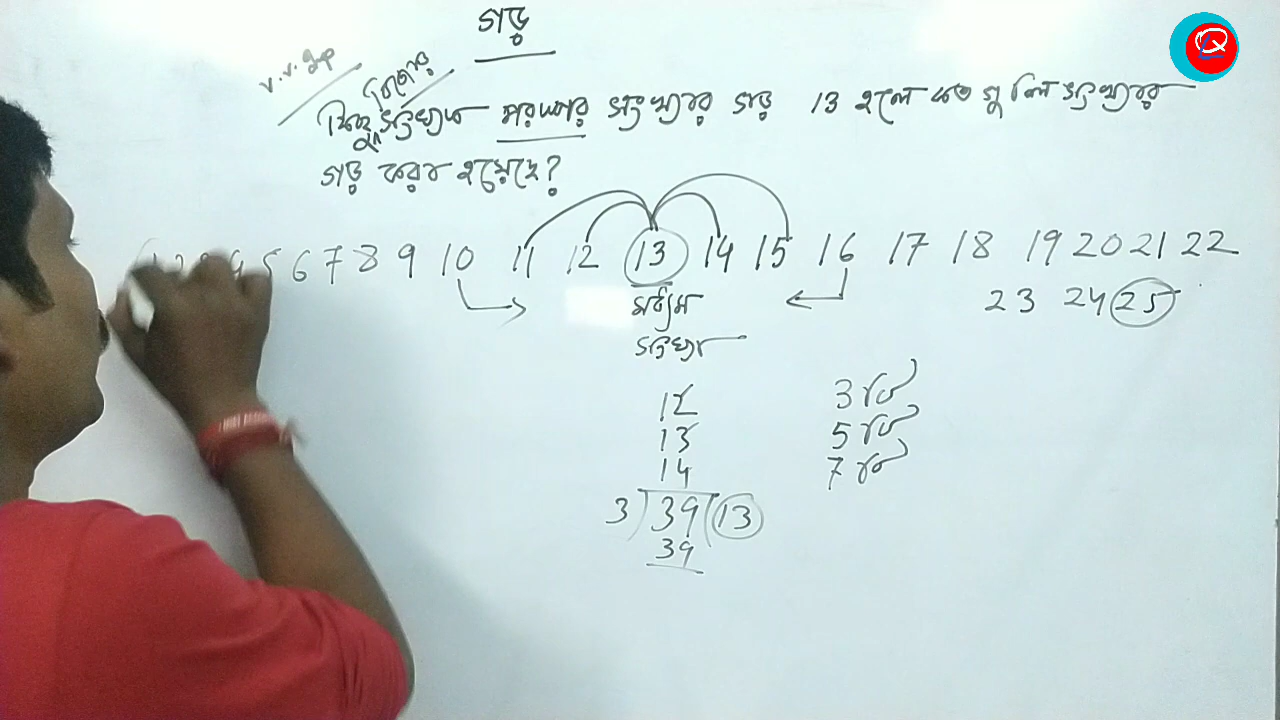 গড়
v.v. Imp
বিজোড়
কিছু সংখ্যক পরপর সংখ্যার গড় 13 হলে কত গুলি সংখ্যার
গড় করা হয়েছে?
5 6 7 8 9 10 11 12 13 14 15 16 17 18 19 20 21 22
23 24 25
মধ্যম
সংখ্যা
12 3 টি
13 5 টি
14 7 টি
3 ) 39 ( 13
39